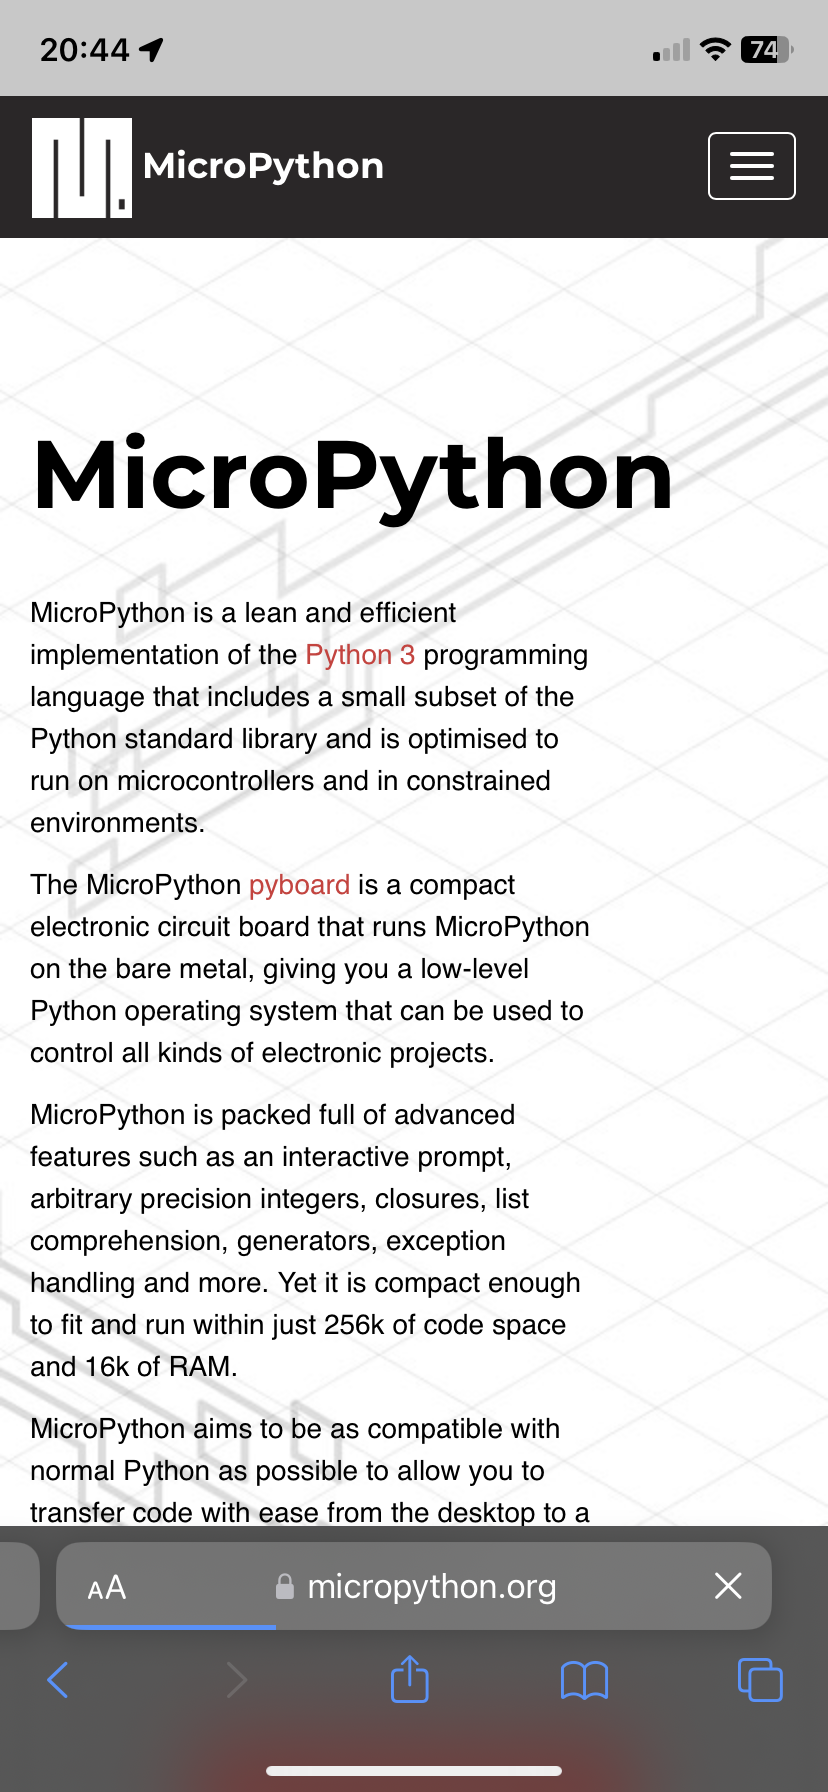 20:44
74
MicroPython
MicroPython
MicroPython is a lean and efficient
implementation of the Python 3 programming
language that includes a small subset of the
Python standard library and is optimised to
run on microcontrollers and in constrained
environments.
The MicroPython pyboard is a compact
electronic circuit board that runs MicroPython
on the bare metal, giving you a low-level
Python operating system that can be used to
control all kinds of electronic projects.
MicroPython is packed full of advanced
features such as an interactive prompt,
arbitrary precision integers, closures, list
comprehension, generators, exception
handling and more. Yet it is compact enough
to fit and run within just 256k of code space
and 16k of RAM.
MicroPython aims to be as compatible with
normal Python as possible to allow you to
transfer code with ease from the desktop to a
AA micropython.org